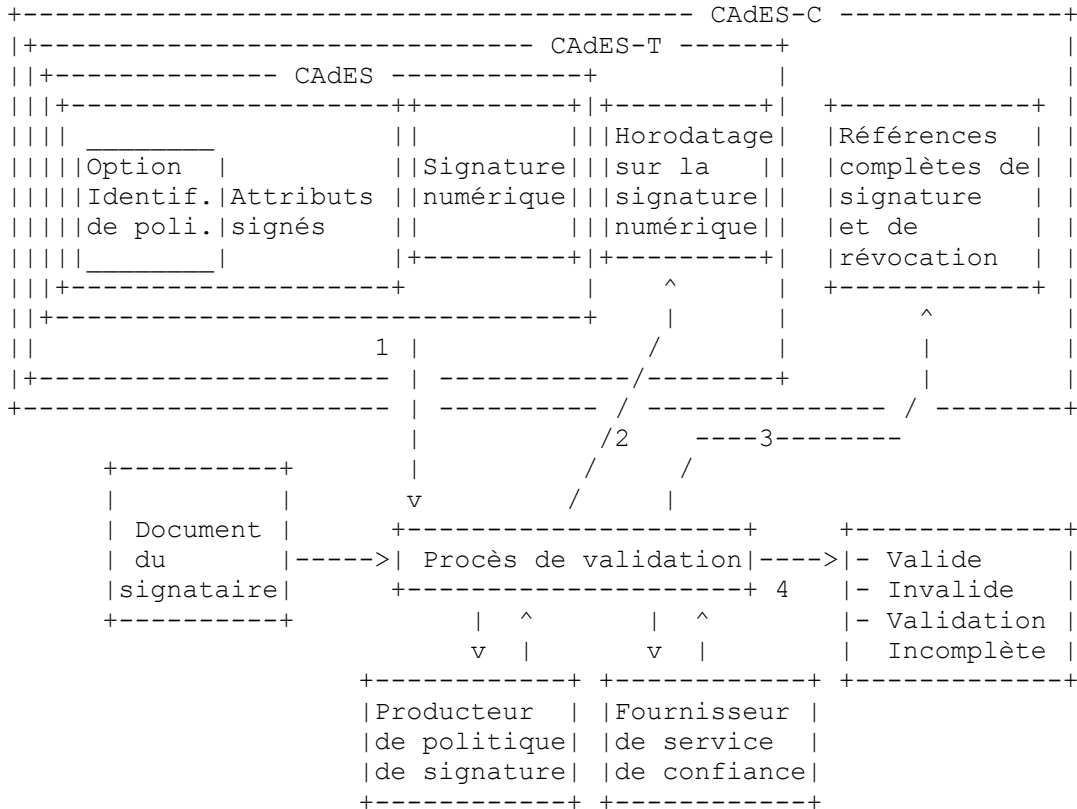 CAdES-C
CAdES-T
CAdES
Horodatage Références
Option Signature sur la complètes de
Identif. Attributs numérique signature signature
de poli. signés numérique et de
révocation
1
2 3
Document
du Procès de validation - Valide
signataire 4 - Invalide
- Validation
Incomplète
Producteur Fournisseur
de politique de service
de signature de confiance